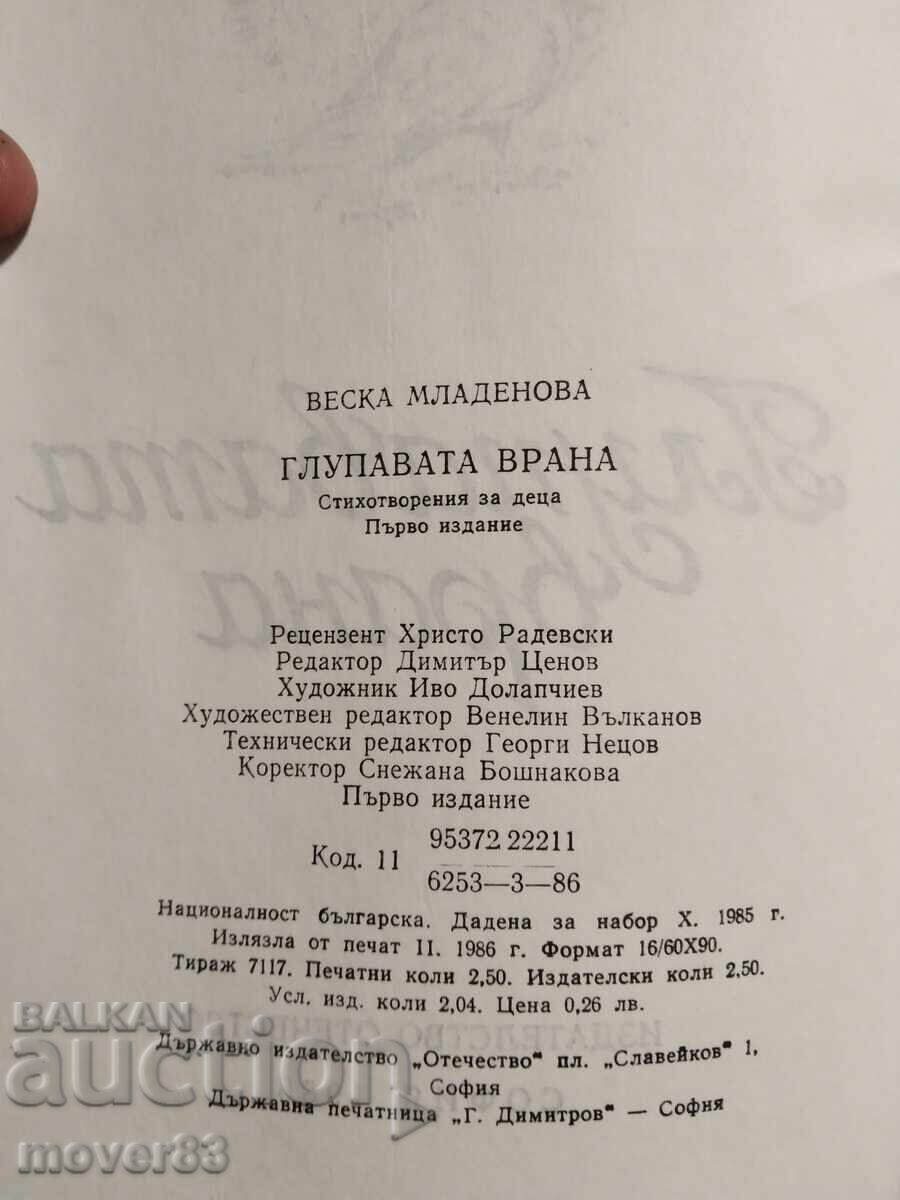 ВЕСКА МЛАДЕНОВА
ГЛУПАВАТА ВРАНА
Стихотворения за деца
Първо издание
Рецензент Христо Радевски
Редактор Димитър Ценов
Художник Иво Долапчиев
Художествен редактор Венелин Вълканов
Технически редактор Георги Нецов
Коректор Снежана Бошнакова
Първо издание
Код. 11 95372 22211
6253—3—86
Националност българска. Дадена за набор X. 1985 г.
Излязла от печат II. 1986 г. Формат 16/60X90.
Тираж 7117. Печатни коли 2,50. Издателски коли 2,50.
Усл. изд. коли 2,04. Цена 0,26 лв.
Държавно издателство „Отечество" пл. „Славейков" 1,
София
Държавна печатница „Г. Димитров" — София
BALKAN
auction
mover83